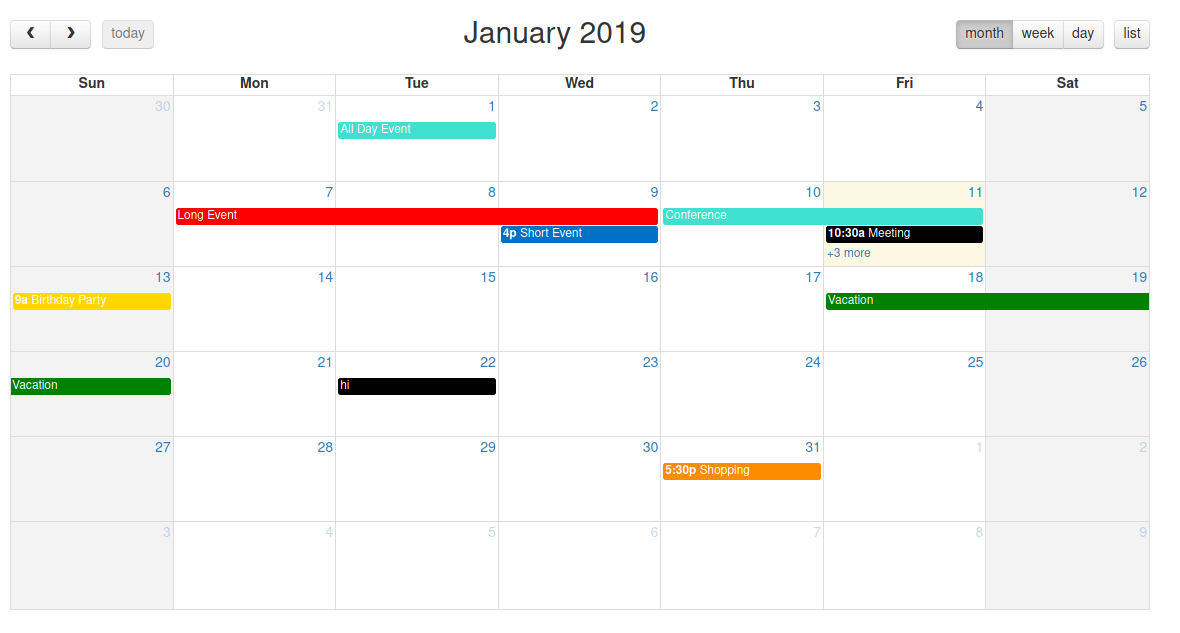 ‹ › today January 2019 month week day list
Sun Mon Tue Wed Thu Fri Sat
30 31 1 2 3 4 5
All Day Event
6 7 8 9 10 11 12
Long Event Conference
4p Short Event 10:30a Meeting
+3 more
13 14 15 16 17 18 19
9a Birthday Party Vacation
20 21 22 23 24 25 26
Vacation hi
27 28 29 30 31 1 2
5:30p Shopping
3 4 5 6 7 8 9